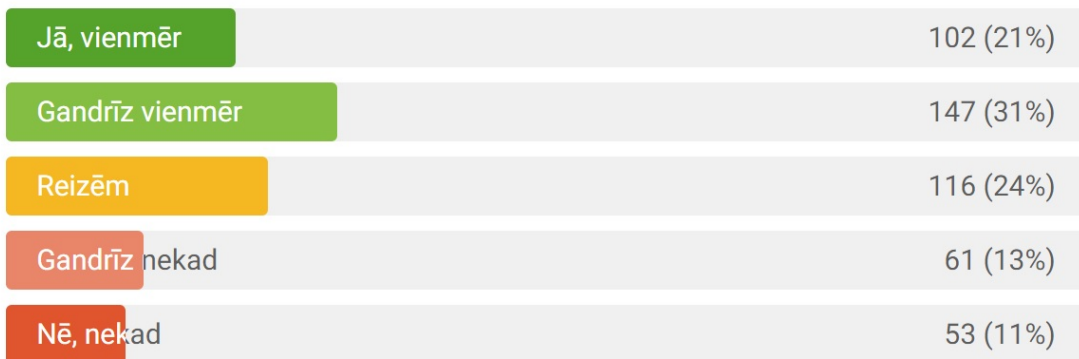 Jā, vienmēr 102 (21%)
Gandrīz vienmēr 147 (31%)
Reizēm 116 (24%)
Gandrīz nekad 61 (13%)
Nē, nekad 53 (11%)